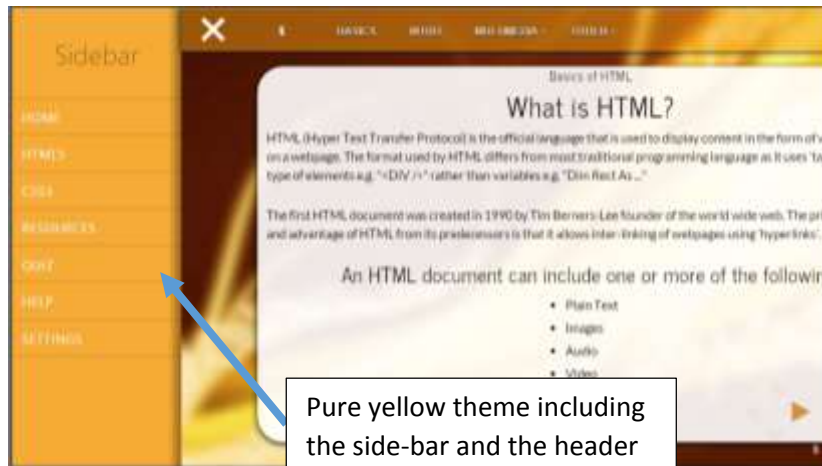 Sidebar
HOME
HTML5
CSS3
RESOURCES
QUIZ
HELP
SETTINGS
BASICS
Basics of HTML
What is HTML?
HTML (Hyper Text Transfer Protocol) is the official language that is used to display content in the form of
on a webpage. The format used by HTML differs from most traditional programming language as it uses
type of elements e.g. "<DIV />" rather than variables e.g. "Dim Rect As ..."
The first HTML document was created in 1990 by Tim Berners-Lee founder of the world wide web. The
and advantage of HTML from its predecessors is that it allows inter-linking of webpages using 'hyperlinks'.
An HTML document can include one or more of the
• Plain Text
• Images
• Audio
• Video
Pure yellow theme including
the side-bar and the header